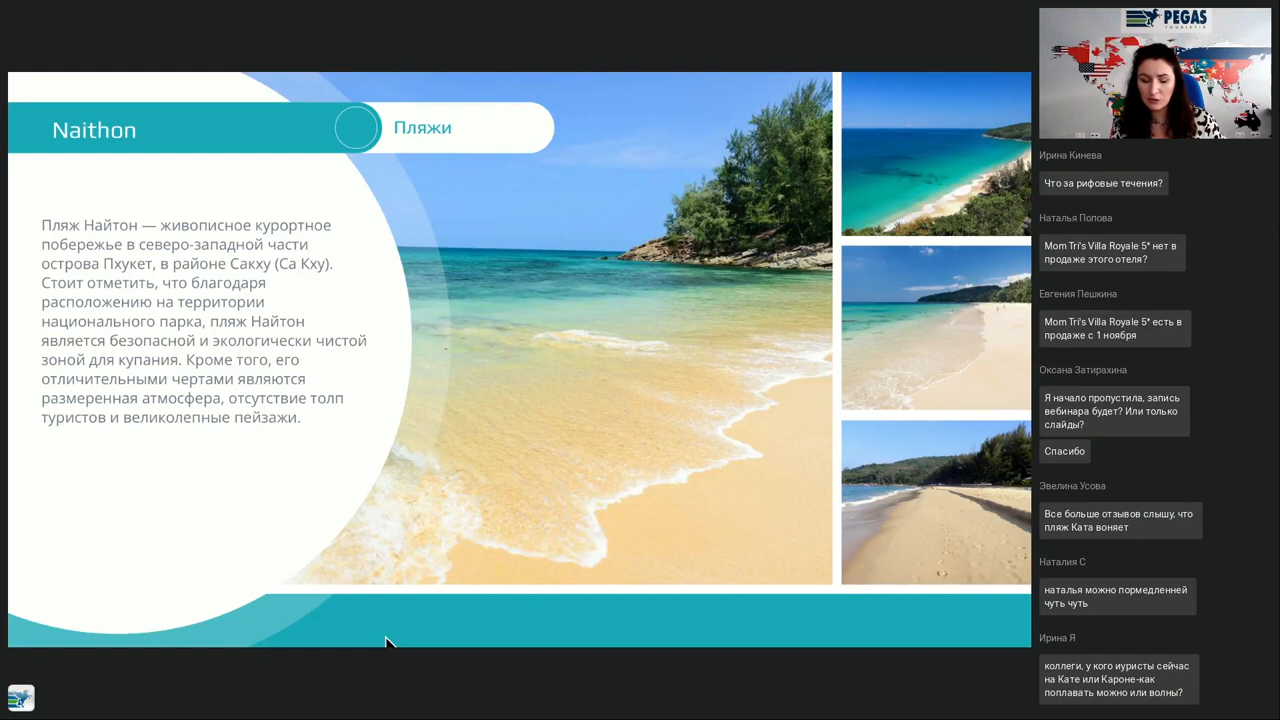 Naithon
Пляжи
Пляж Найтон — живописное курортное
побережье в северо-западной части
острова Пхукет, в районе Сакху (Са Кху).
Стоит отметить, что благодаря
расположению на территории
национального парка, пляж Найтон
является безопасной и экологически чистой
зоной для купания. Кроме того, его
отличительными чертами являются
размеренная атмосфера, отсутствие толп
туристов и великолепные пейзажи.
PEGAS
TOURISTIK
Ирина Кинева
Что за рифовые течения?
Наталья Попова
Mom Tri's Villa Royale 5* нет в
продаже этого отеля?
Евгения Пешкина
Mom Tri's Villa Royale 5* есть в
продаже с 1 ноября
Оксана Затирахина
Я начало пропустила, запись
вебинара будет? Или только
слайды?
Спасибо
Эвелина Усова
Все больше отзывов слышу, что
пляж Ката воняет
Наталия С
наталья можно пормедленней
чуть чуть
Ирина Я
коллеги, у кого иуристы сейчас
на Кате или Кароне-как
поплавать можно или волны?